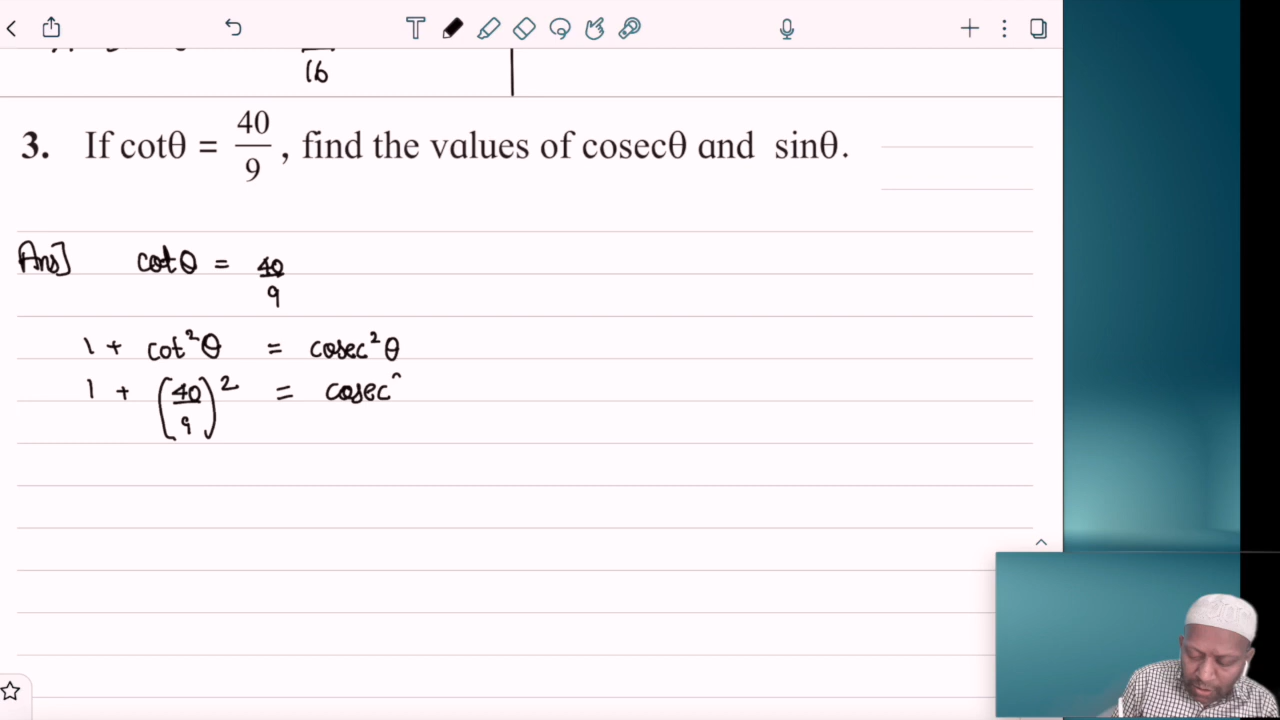 16
3. If cotθ = 40/9, find the values of cosecθ and sinθ.
Ans] cotθ = 40/9
1 + cot²θ = cosec²θ
1 + (40/9)² = cosec